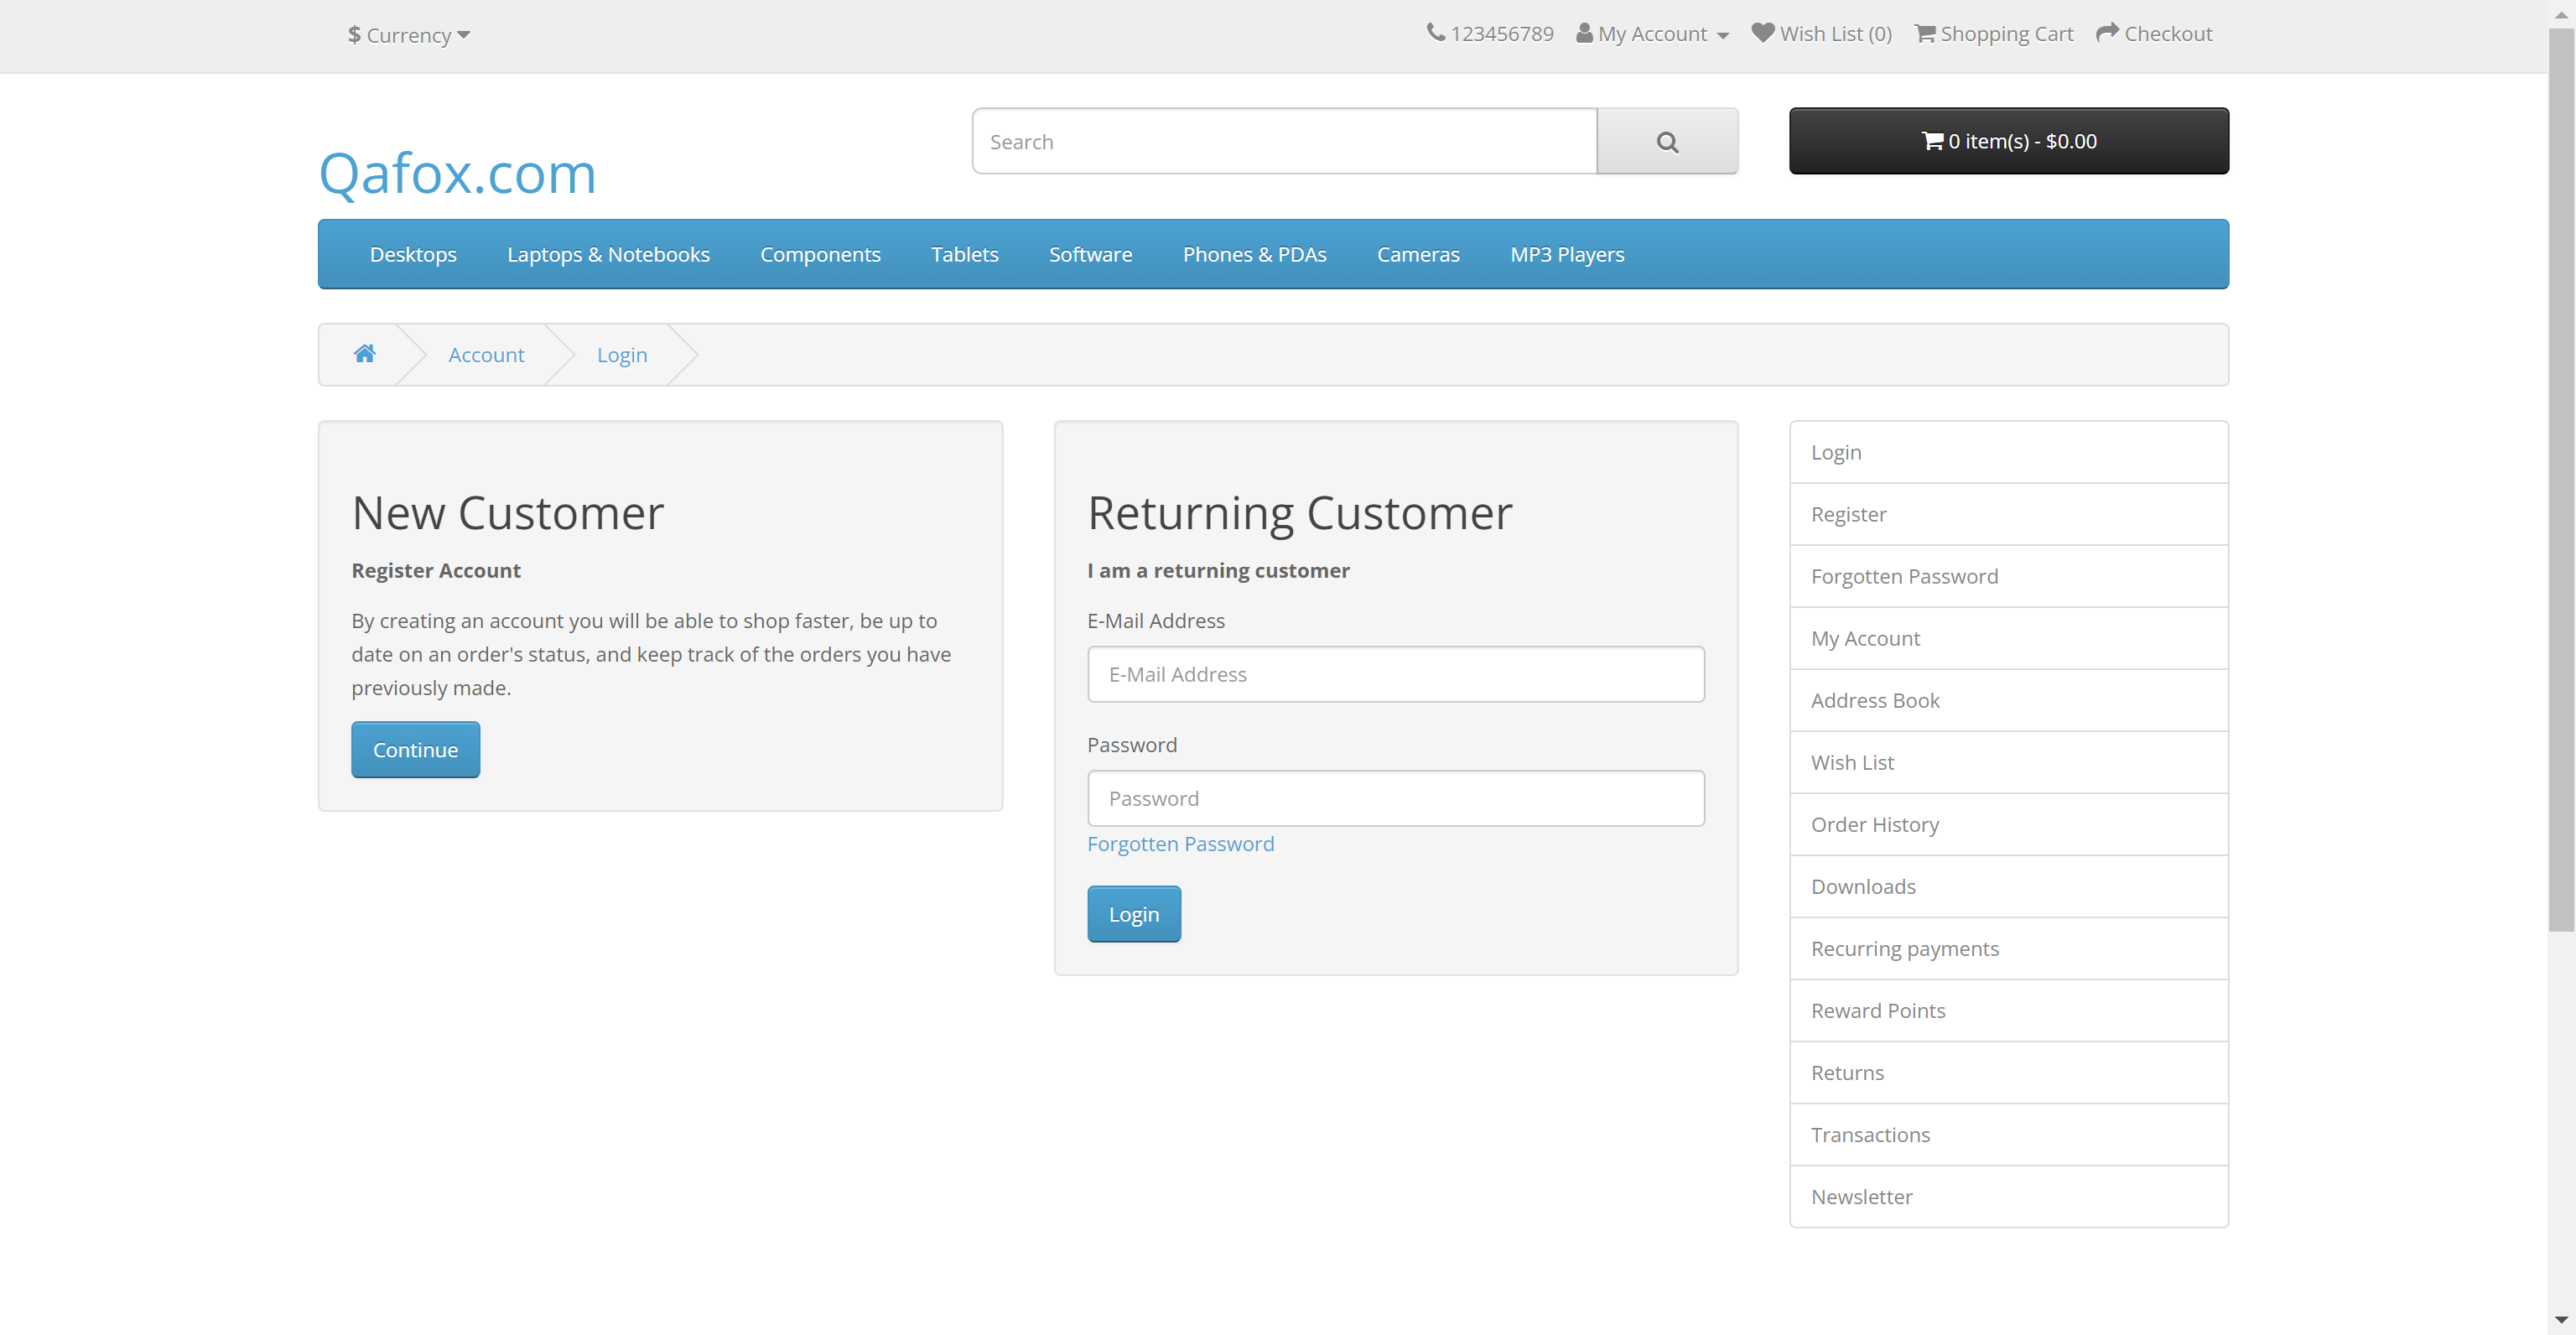 $ Currency
123456789 My Account Wish List (0) Shopping Cart Checkout
Qafox.com
Search
0 item(s) - $0.00
Desktops Laptops & Notebooks Components Tablets Software Phones & PDAs Cameras MP3 Players
Account Login
New Customer
Register Account
By creating an account you will be able to shop faster, be up to
date on an order's status, and keep track of the orders you have
previously made.
Continue
Returning Customer
I am a returning customer
E-Mail Address
E-Mail Address
Password
Password
Forgotten Password
Login
Login
Register
Forgotten Password
My Account
Address Book
Wish List
Order History
Downloads
Recurring payments
Reward Points
Returns
Transactions
Newsletter